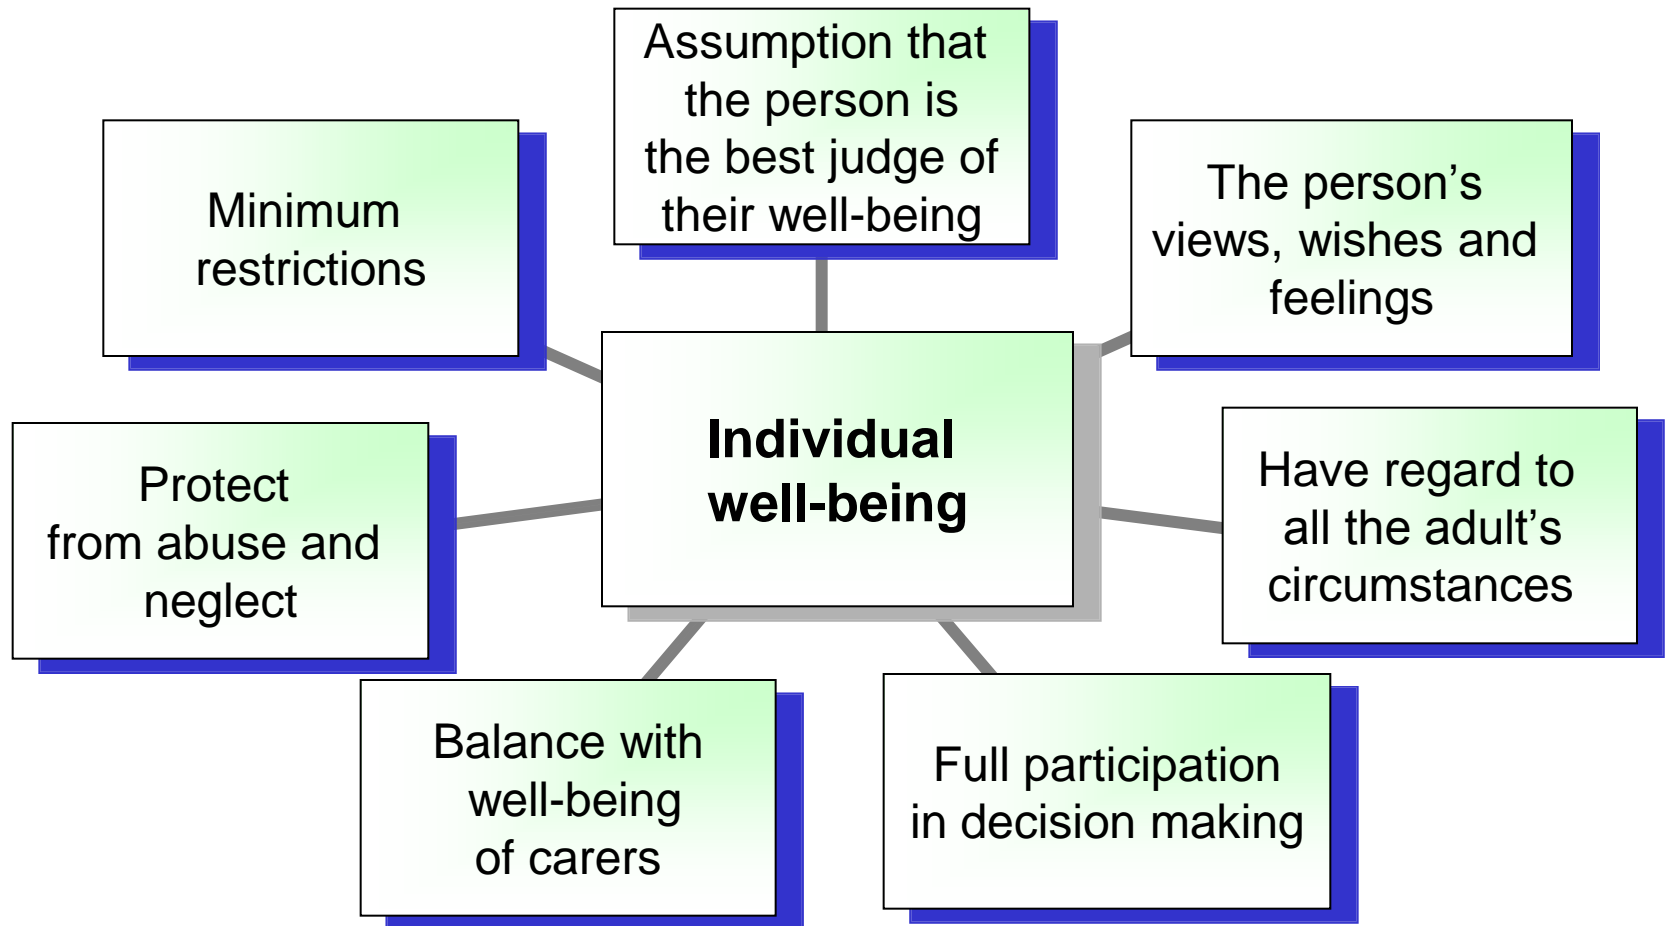 Assumption that
the person is
the best judge of
their well-being
Minimum
restrictions
The person’s
views, wishes and
feelings
Individual
well-being
Protect
from abuse and
neglect
Have regard to
all the adult’s
circumstances
Balance with
well-being
of carers
Full participation
in decision making